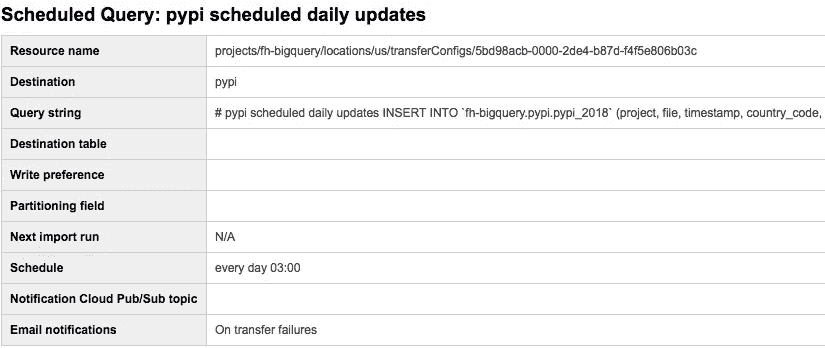 Scheduled Query: pypi scheduled daily updates
Resource name projects/fh-bigquery/locations/us/transferConfigs/5bd98acb-0000-2de4-b87d-f4f5e806b03c
Destination pypi
Query string # pypi scheduled daily updates INSERT INTO `fh-bigquery.pypi.pypi_2018` (project, file, timestamp, country_code,
Destination table
Write preference
Partitioning field
Next import run N/A
Schedule every day 03:00
Notification Cloud Pub/Sub topic
Email notifications On transfer failures